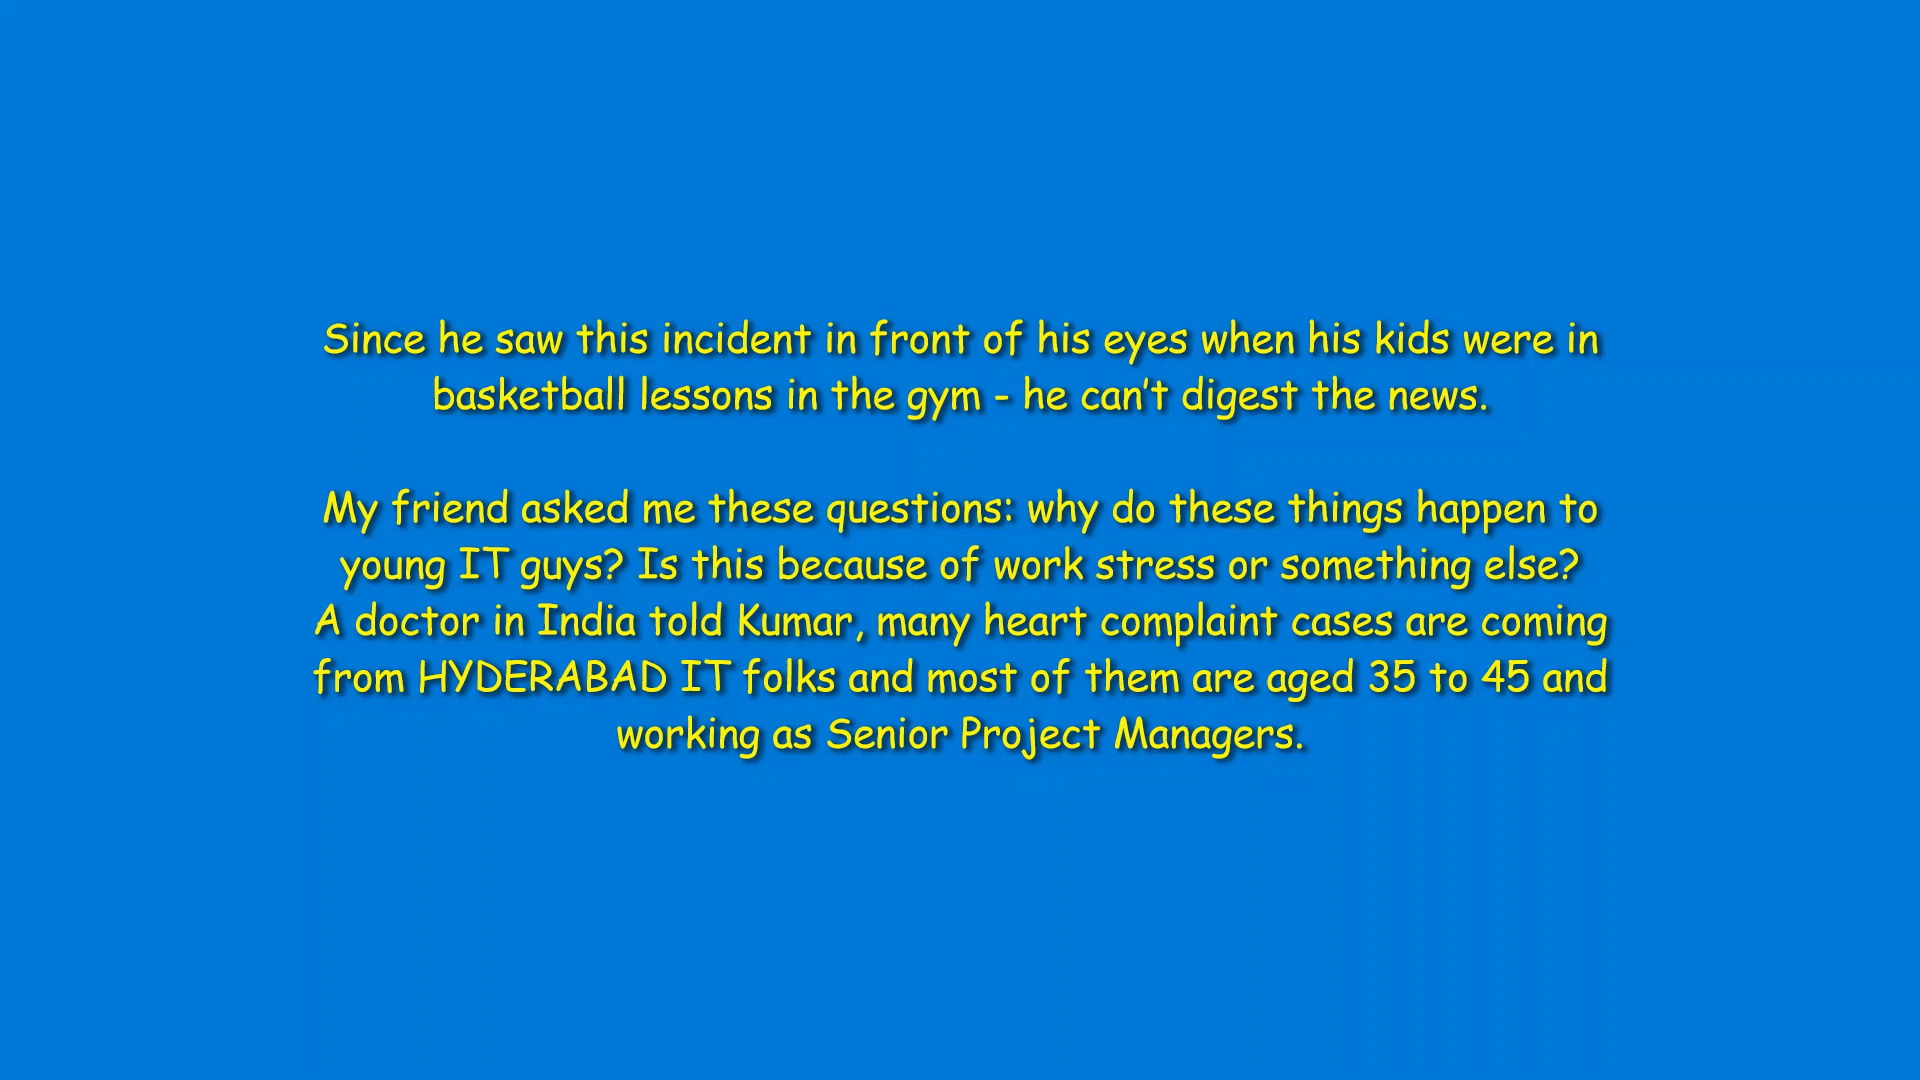 Since he saw this incident in front of his eyes when his kids were in
basketball lessons in the gym - he can’t digest the news.
My friend asked me these questions: why do these things happen to
young IT guys? Is this because of work stress or something else?
A doctor in India told Kumar, many heart complaint cases are coming
from HYDERABAD IT folks and most of them are aged 35 to 45 and
working as Senior Project Managers.